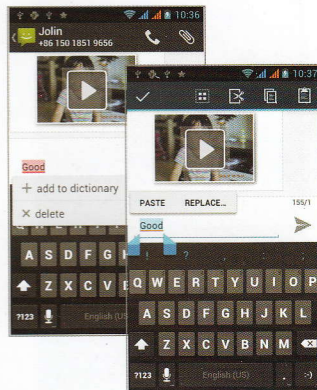 10:36
Jolin
+86 150 1851 9656
Good
+ add to dictionary
× delete
A S D F G H
Z X C V B
?123 English (US)
10:37
PASTE REPLACE...
155/1
Good
! ? , : ;
Q W E R T Y U I O P
A S D F G H J K L
Z X C V B N M
?123 English (US) . :-)